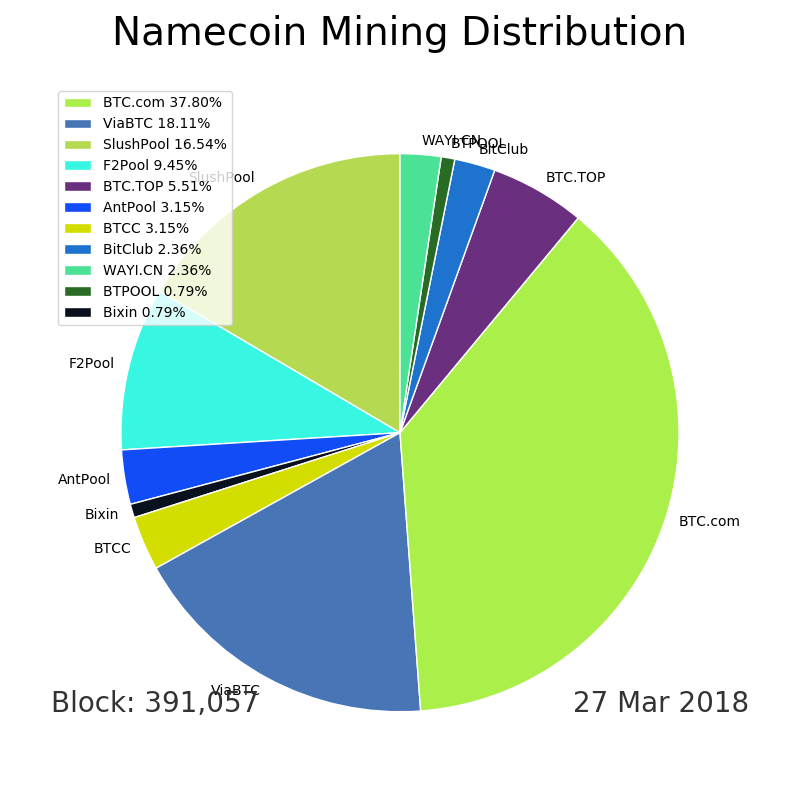 Namecoin Mining Distribution
BTC.com 37.80%
ViaBTC 18.11%
SlushPool 16.54%
F2Pool 9.45%
BTC.TOP 5.51%
AntPool 3.15%
BTCC 3.15%
BitClub 2.36%
WAYI.CN 2.36%
BTPOOL 0.79%
Bixin 0.79%
WAYI.CN
BTPOOL
BitClub
BTC.TOP
SlushPool
F2Pool
AntPool
Bixin
BTCC
BTC.com
ViaBTC
Block: 391,057
27 Mar 2018